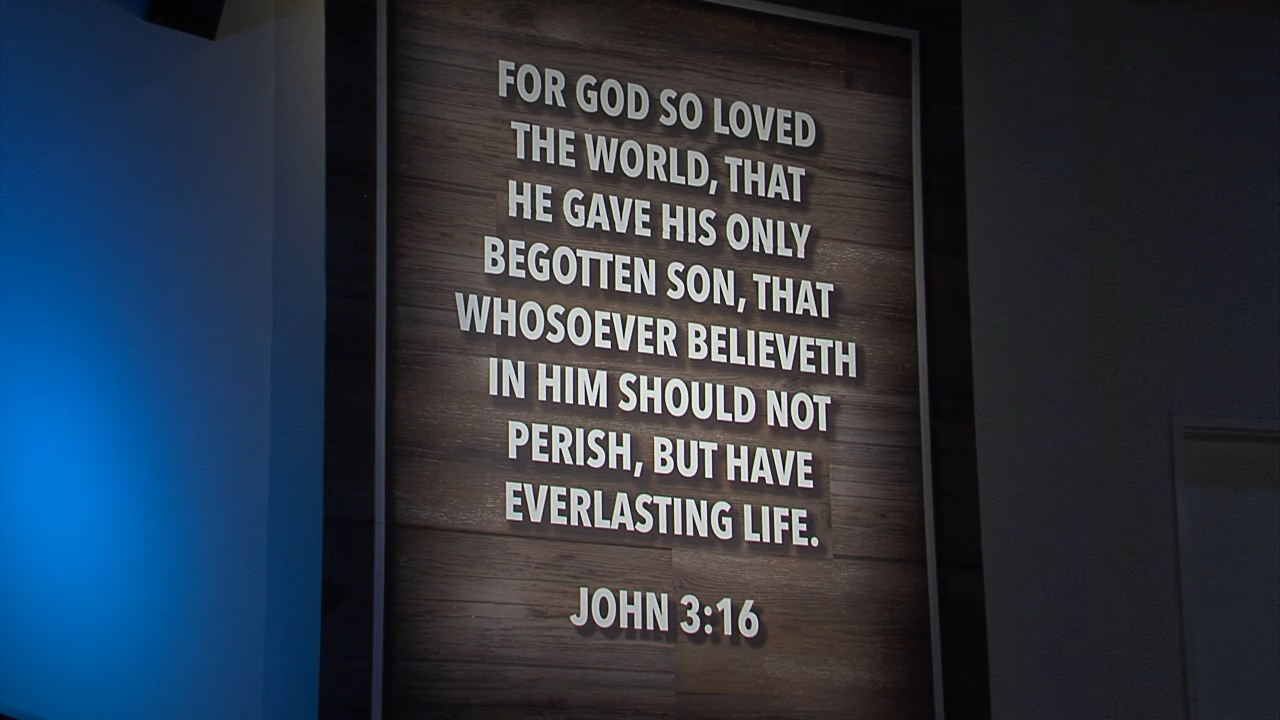 FOR GOD SO LOVED
THE WORLD, THAT
HE GAVE HIS ONLY
BEGOTTEN SON, THAT
WHOSOEVER BELIEVETH
IN HIM SHOULD NOT
PERISH, BUT HAVE
EVERLASTING LIFE.
JOHN 3:16